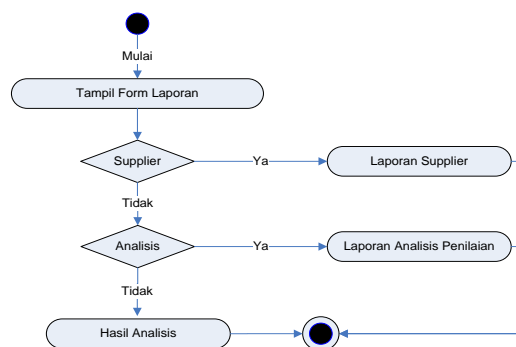 Mulai
Tampil Form Laporan
Supplier
Ya
Laporan Supplier
Tidak
Analisis
Ya
Laporan Analisis Penilaian
Tidak
Hasil Analisis